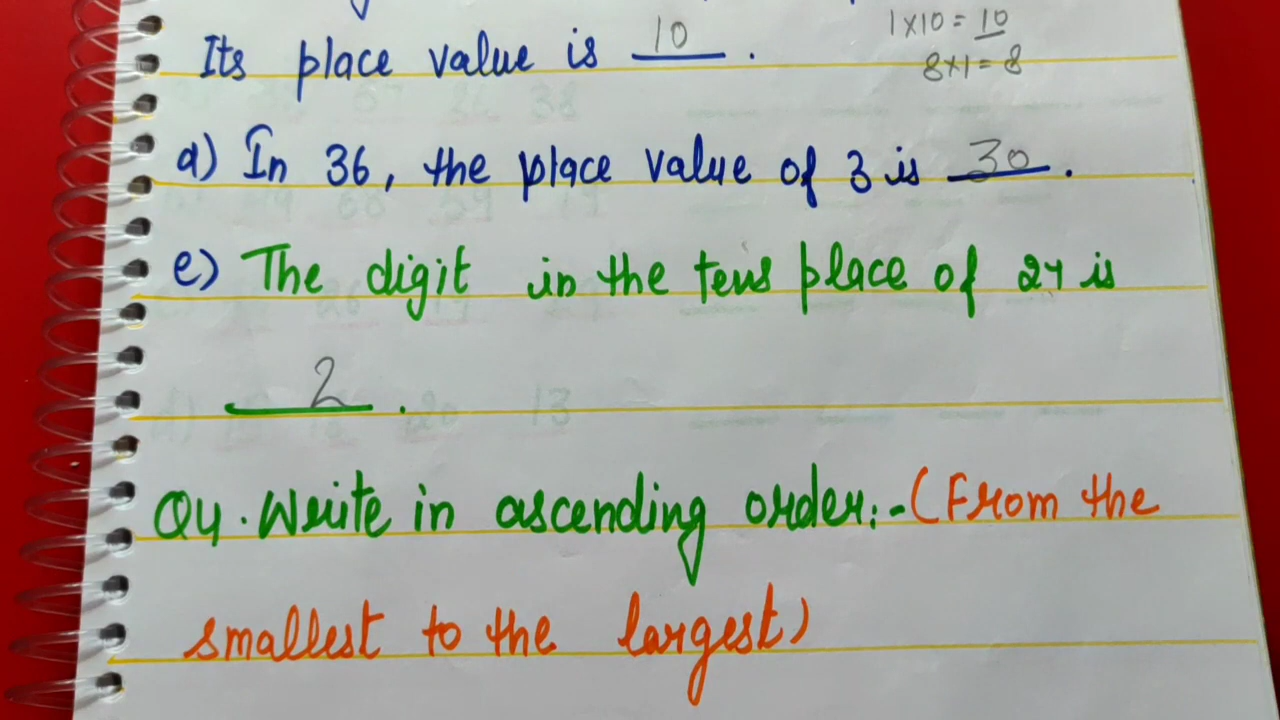 Its place value is 10.
1×10 = 10
8×1 = 8
d) In 36, the place value of 3 is 30.
e) The digit in the tens place of 24 is
2.
Q4. Write in ascending order:- (From the
smallest to the largest)